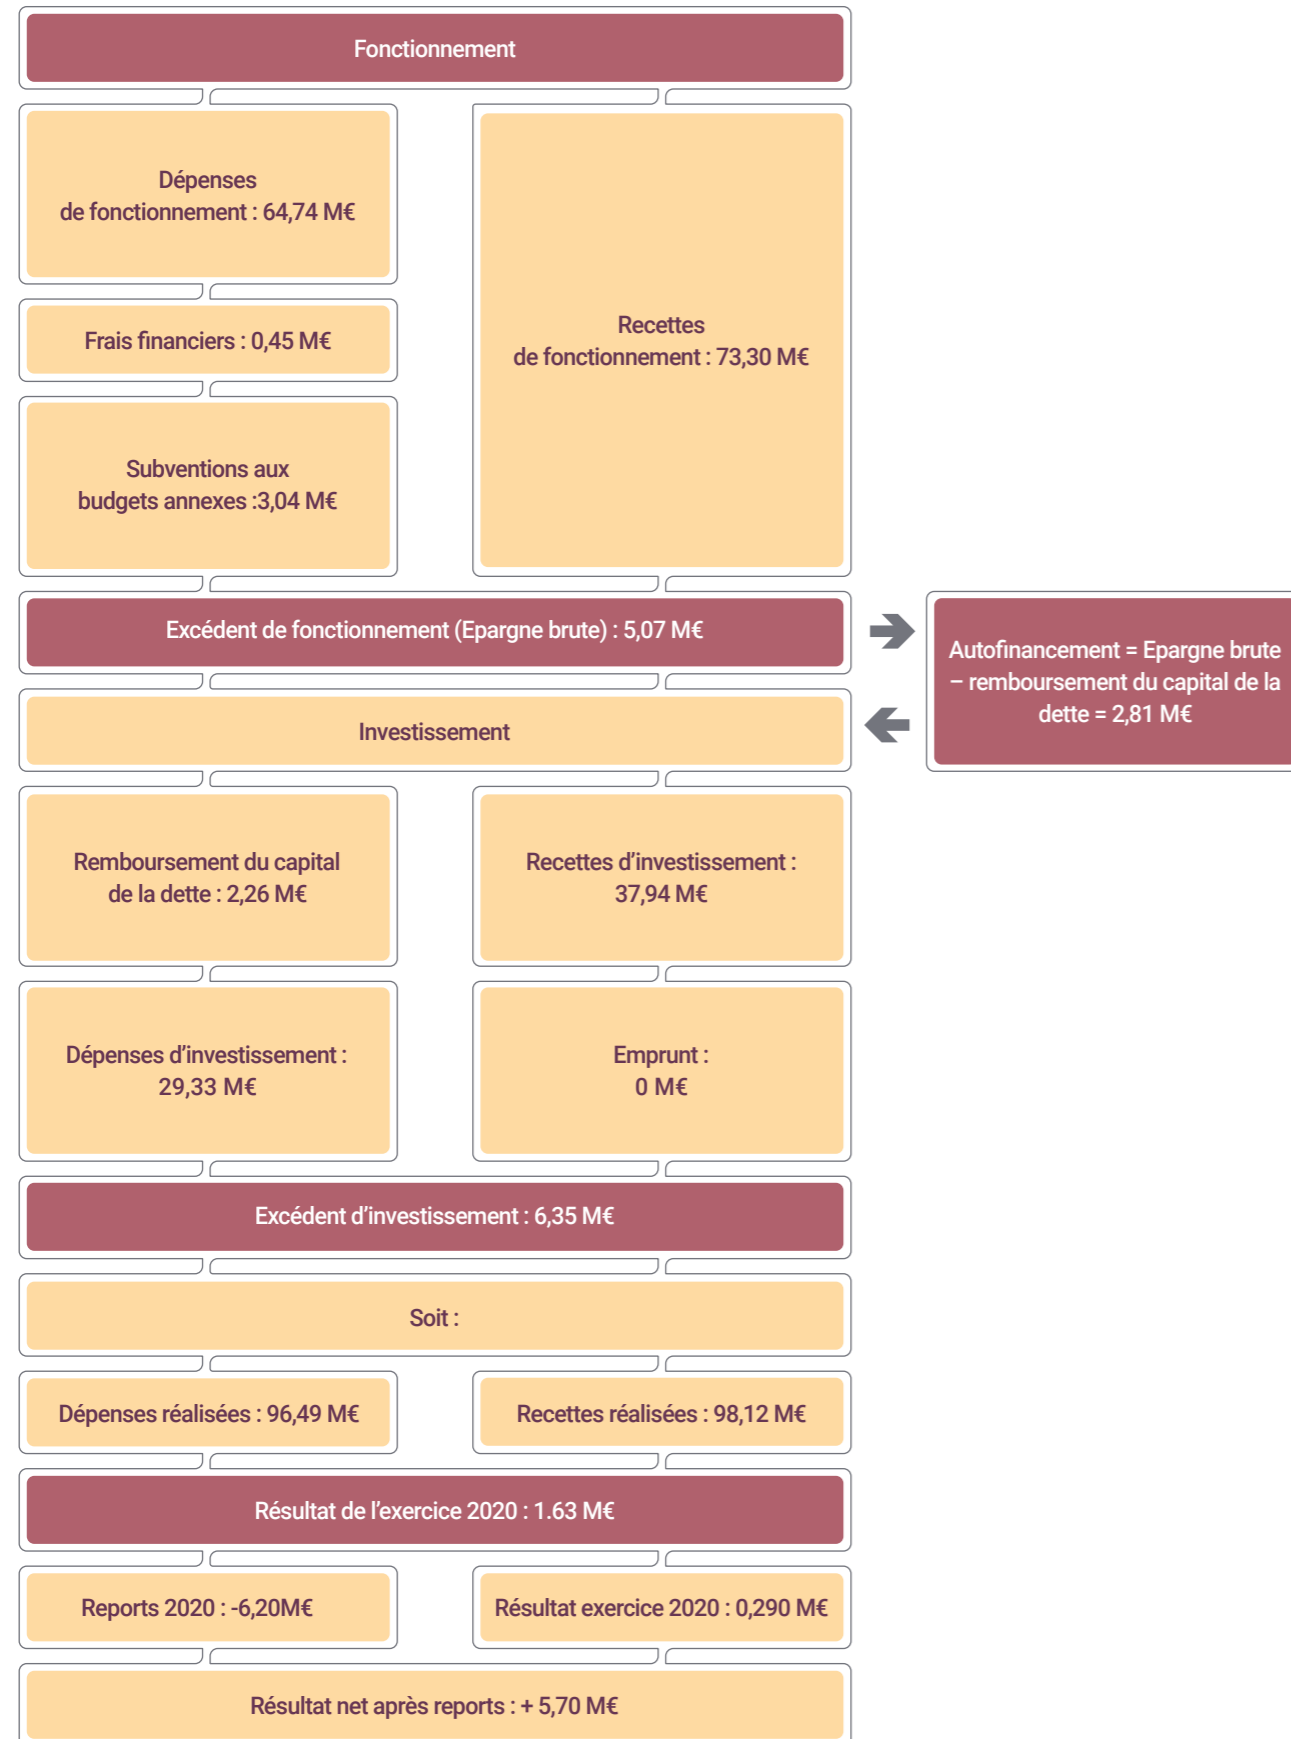 Fonctionnement
Dépenses
de fonctionnement : 64,74 M€
Frais financiers : 0,45 M€
Subventions aux
budgets annexes :3,04 M€
Recettes
de fonctionnement : 73,30 M€
Excédent de fonctionnement (Epargne brute) : 5,07 M€
Autofinancement = Epargne brute
– remboursement du capital de la
dette = 2,81 M€
Investissement
Remboursement du capital
de la dette : 2,26 M€
Recettes d’investissement :
37,94 M€
Dépenses d’investissement :
29,33 M€
Emprunt :
0 M€
Excédent d’investissement : 6,35 M€
Soit :
Dépenses réalisées : 96,49 M€
Recettes réalisées : 98,12 M€
Résultat de l’exercice 2020 : 1.63 M€
Reports 2020 : -6,20M€
Résultat exercice 2020 : 0,290 M€
Résultat net après reports : + 5,70 M€